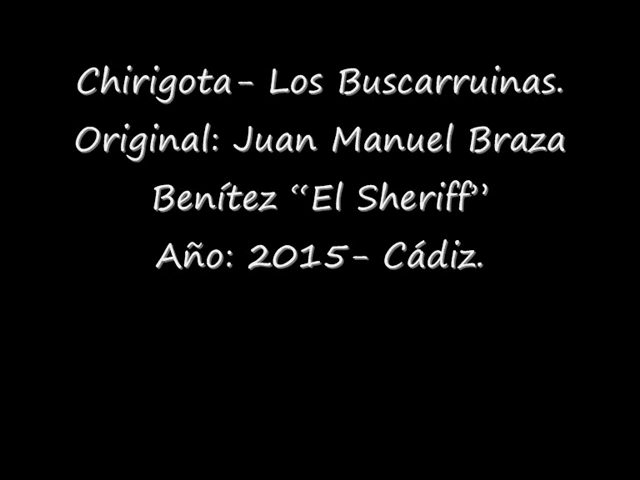 Chirigota- Los Buscarruinas.
Original: Juan Manuel Braza
Benítez “El Sheriff”
Año: 2015- Cádiz.